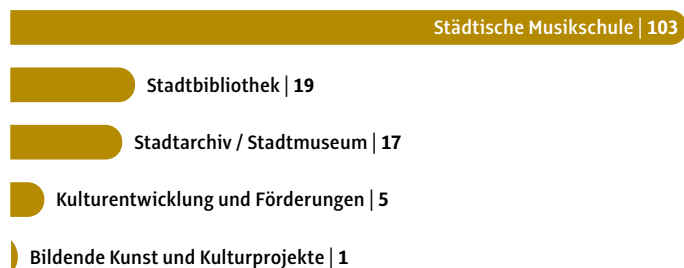 Städtische Musikschule | 103
Stadtbibliothek | 19
Stadtarchiv / Stadtmuseum | 17
Kulturentwicklung und Förderungen | 5
Bildende Kunst und Kulturprojekte | 1